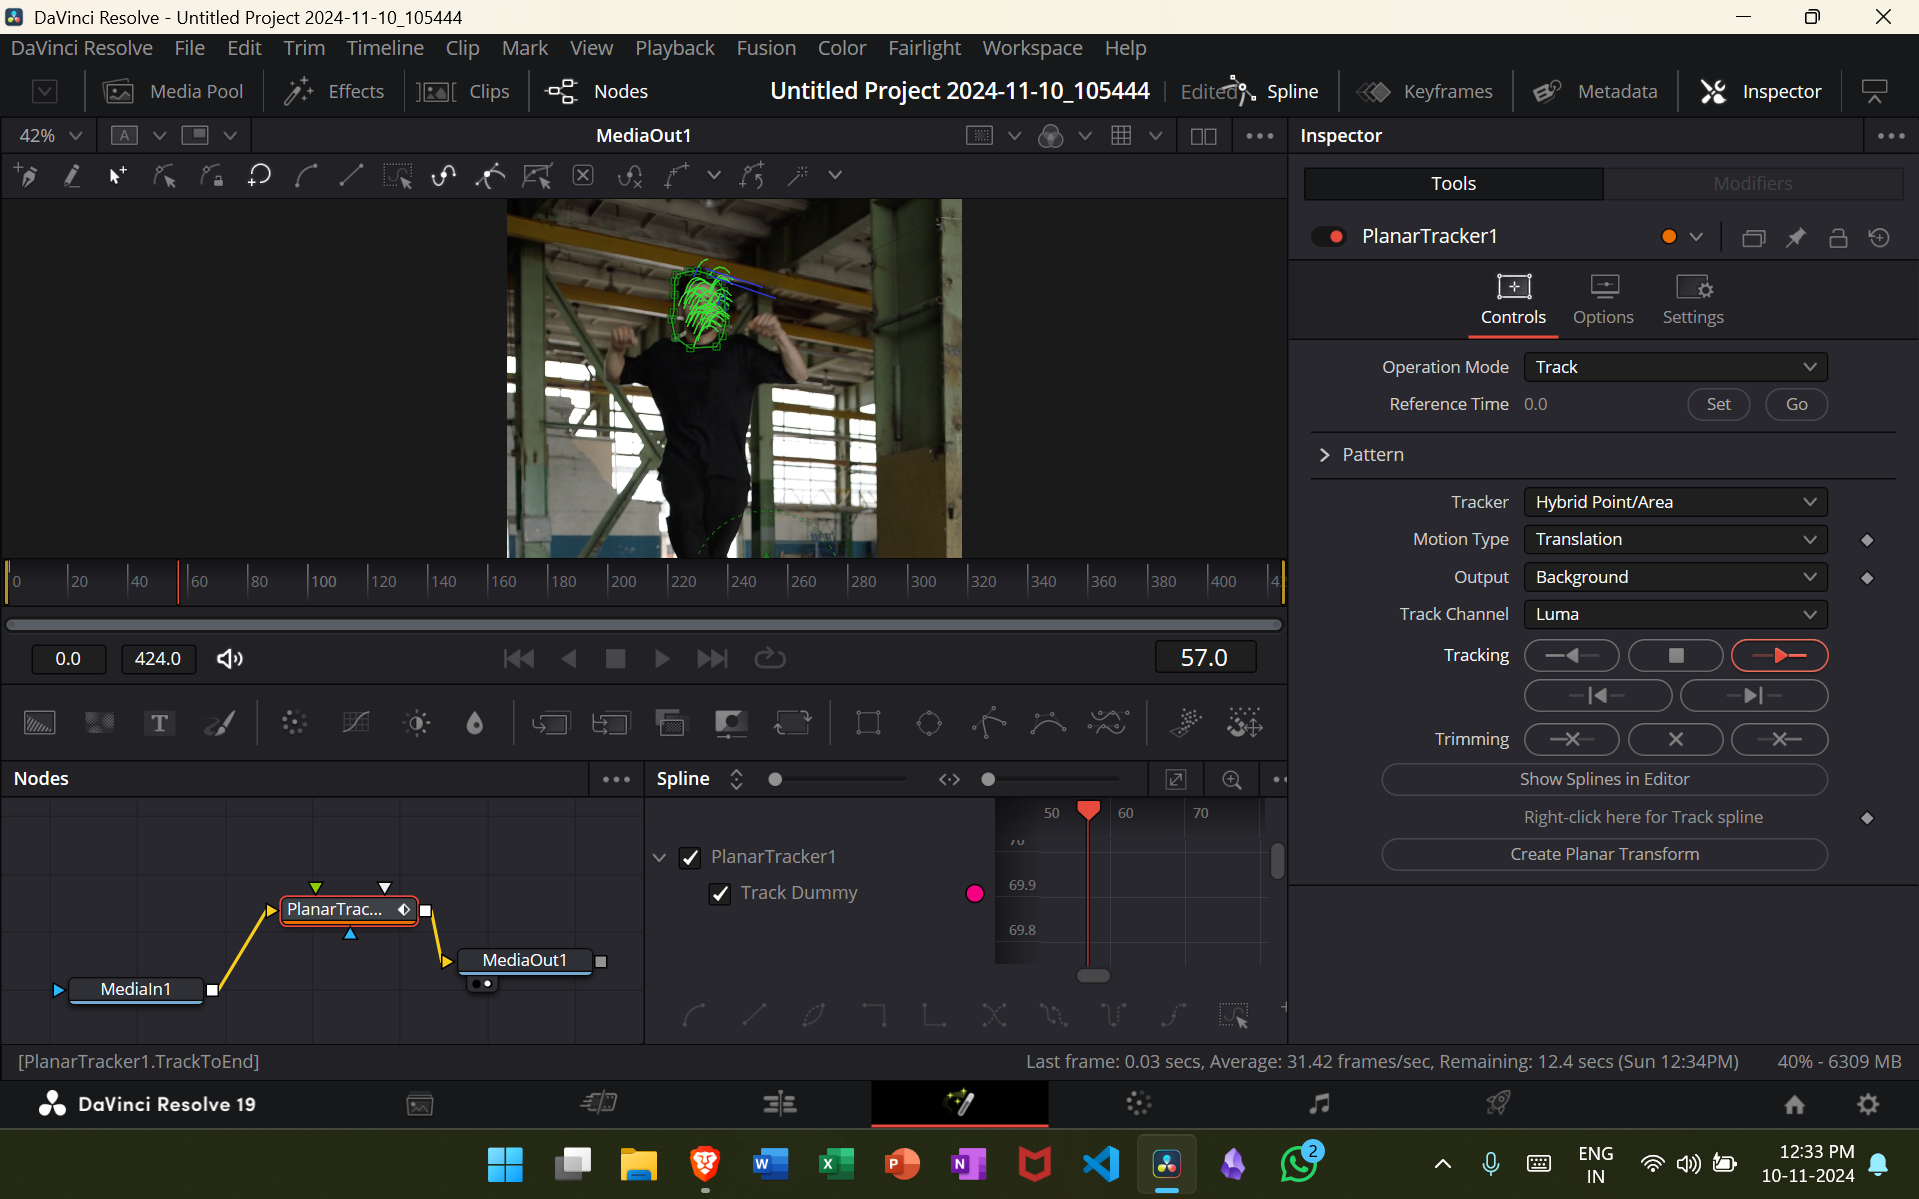 DaVinci Resolve - Untitled Project 2024-11-10_105444
DaVinci Resolve File Edit Trim Timeline Clip Mark View Playback Fusion Color Fairlight Workspace Help
Media Pool Effects Clips Nodes Untitled Project 2024-11-10_105444 Edited Spline Keyframes Metadata Inspector
42% A MediaOut1 Inspector
Tools Modifiers
PlanarTracker1
Controls Options Settings
Operation Mode Track
Reference Time 0.0 Set Go
Pattern
Tracker Hybrid Point/Area
Motion Type Translation
Output Background
Track Channel Luma
Tracking
Trimming
Show Splines in Editor
Right-click here for Track spline
Create Planar Transform
0 20 40 60 80 100 120 140 160 180 200 220 240 260 280 300 320 340 360 380 400
0.0 424.0 57.0
T
Nodes Spline
50 60 70
70
PlanarTracker1
69.9
Track Dummy
69.8
PlanarTrac...
MediaOut1
MediaIn1
[PlanarTracker1.TrackToEnd] Last frame: 0.03 secs, Average: 31.42 frames/sec, Remaining: 12.4 secs (Sun 12:34PM) 40% - 6309 MB
DaVinci Resolve 19
W X P N 2
ENG
IN
12:33 PM
10-11-2024